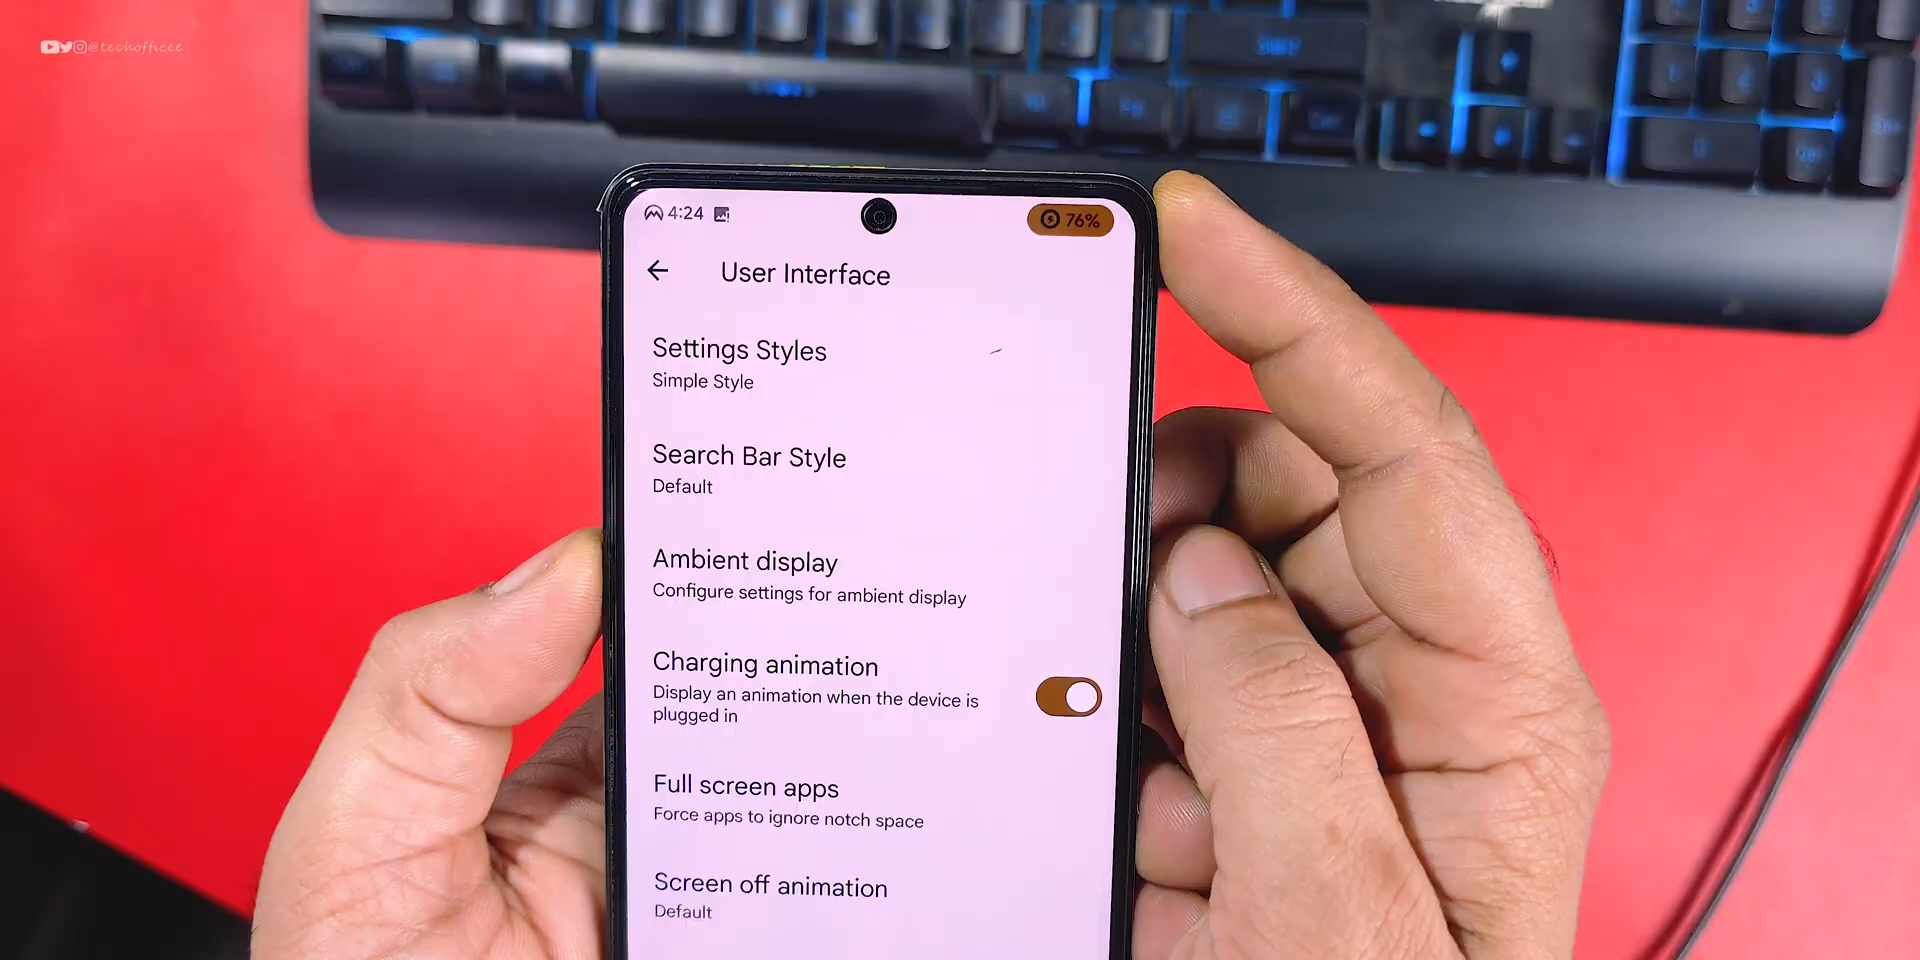 @techofficie
4:24
76%
User Interface
Settings Styles
Simple Style
Search Bar Style
Default
Ambient display
Configure settings for ambient display
Charging animation
Display an animation when the device is
plugged in
Full screen apps
Force apps to ignore notch space
Screen off animation
Default